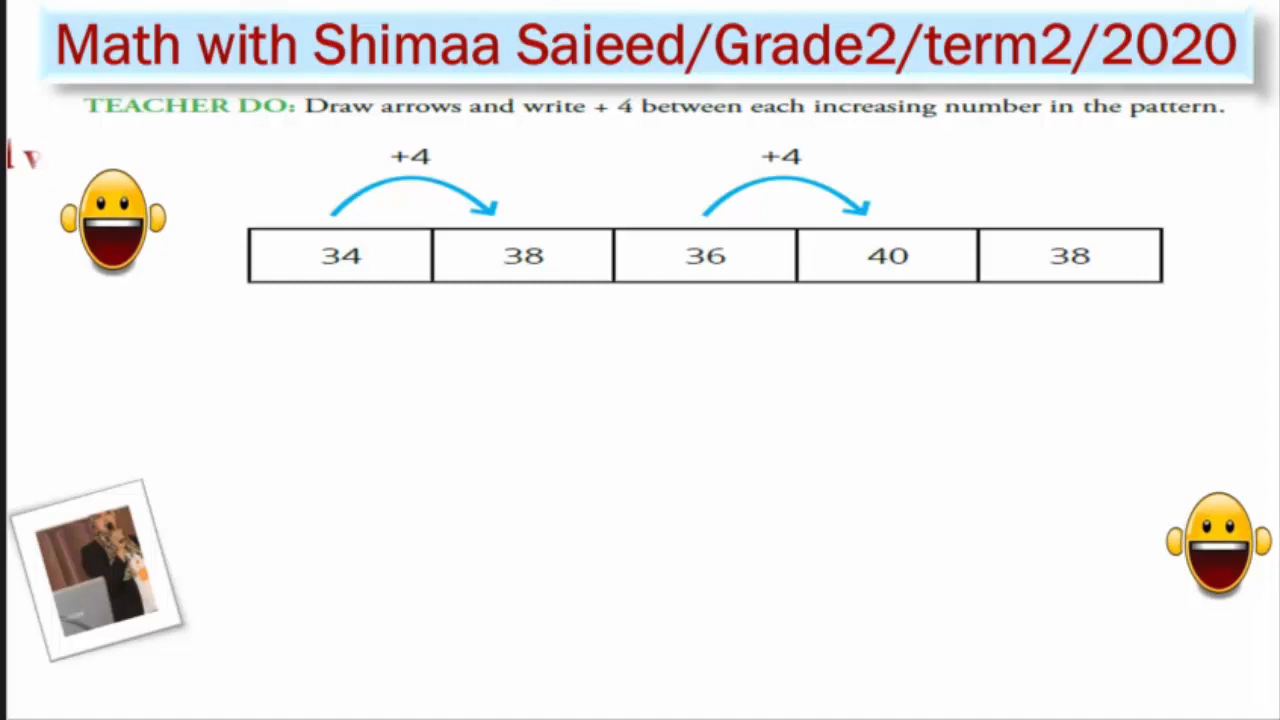 Math with Shimaa Saieed/Grade2/term2/2020
TEACHER DO: Draw arrows and write + 4 between each increasing number in the pattern.
+4 +4
34 38 36 40 38